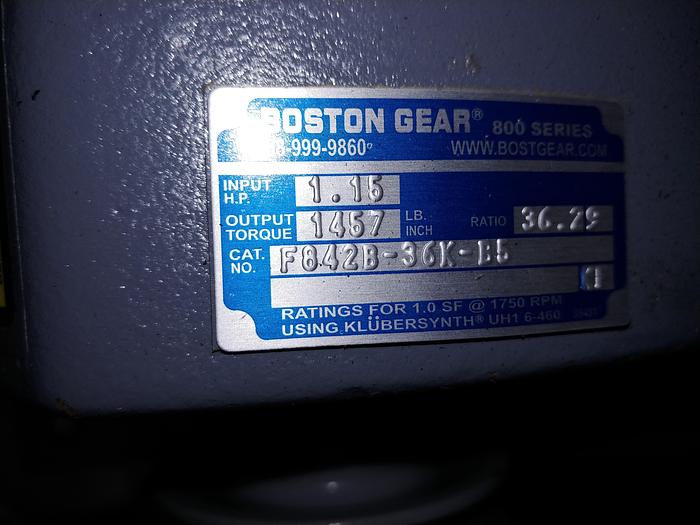 BOSTON GEAR® 800 SERIES
8-999-9860 WWW.BOSTGEAR.COM
INPUT H.P. 1.15
OUTPUT TORQUE 1457 LB. INCH RATIO 36.29
CAT. NO. F842B-36K-B5
RATINGS FOR 1.0 SF @ 1750 RPM
USING KLÜBERSYNTH® UH1 6-460